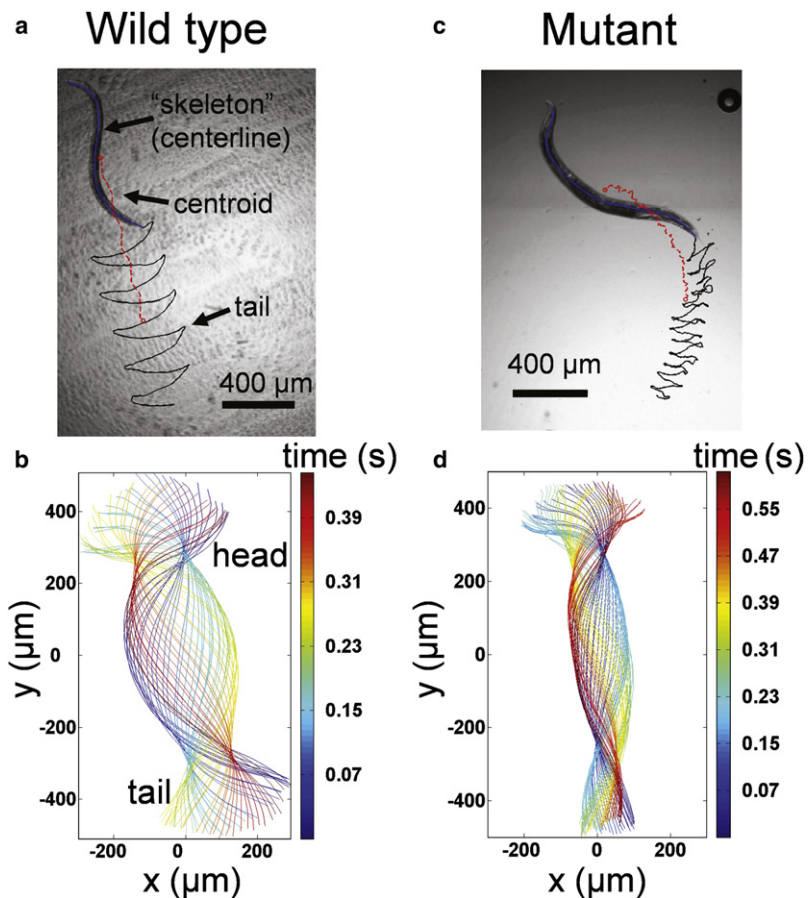 a Wild type
"skeleton"
(centerline)
centroid
tail
400 µm
c Mutant
400 µm
b
time (s)
400
200
0
-200
-400
y (µm)
head
tail
-200 0 200
x (µm)
0.39
0.31
0.23
0.15
0.07
d
time (s)
400
200
0
-200
-400
y (µm)
-200 0 200
x (µm)
0.55
0.47
0.39
0.31
0.23
0.15
0.07